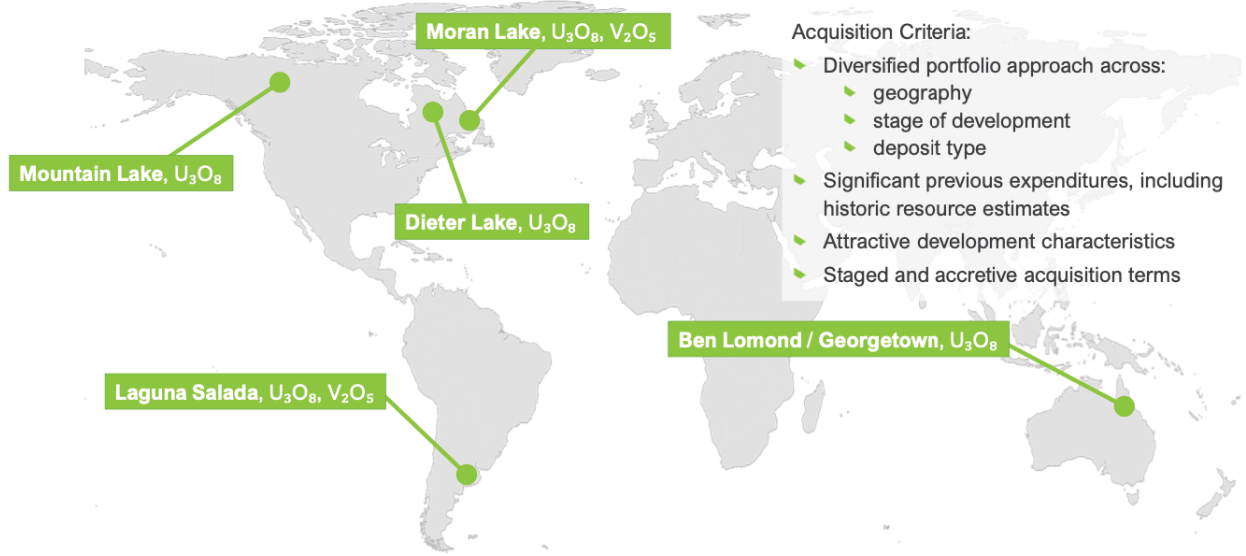 Moran Lake, U₃O₈, V₂O₅
Mountain Lake, U₃O₈
Dieter Lake, U₃O₈
Laguna Salada, U₃O₈, V₂O₅
Ben Lomond / Georgetown, U₃O₈
Acquisition Criteria:
Diversified portfolio approach across:
geography
stage of development
deposit type
Significant previous expenditures, including
historic resource estimates
Attractive development characteristics
Staged and accretive acquisition terms